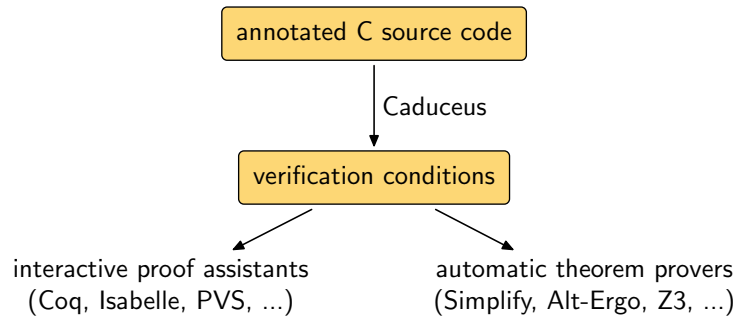 annotated C source code
Caduceus
verification conditions
interactive proof assistants
(Coq, Isabelle, PVS, ...)
automatic theorem provers
(Simplify, Alt-Ergo, Z3, ...)